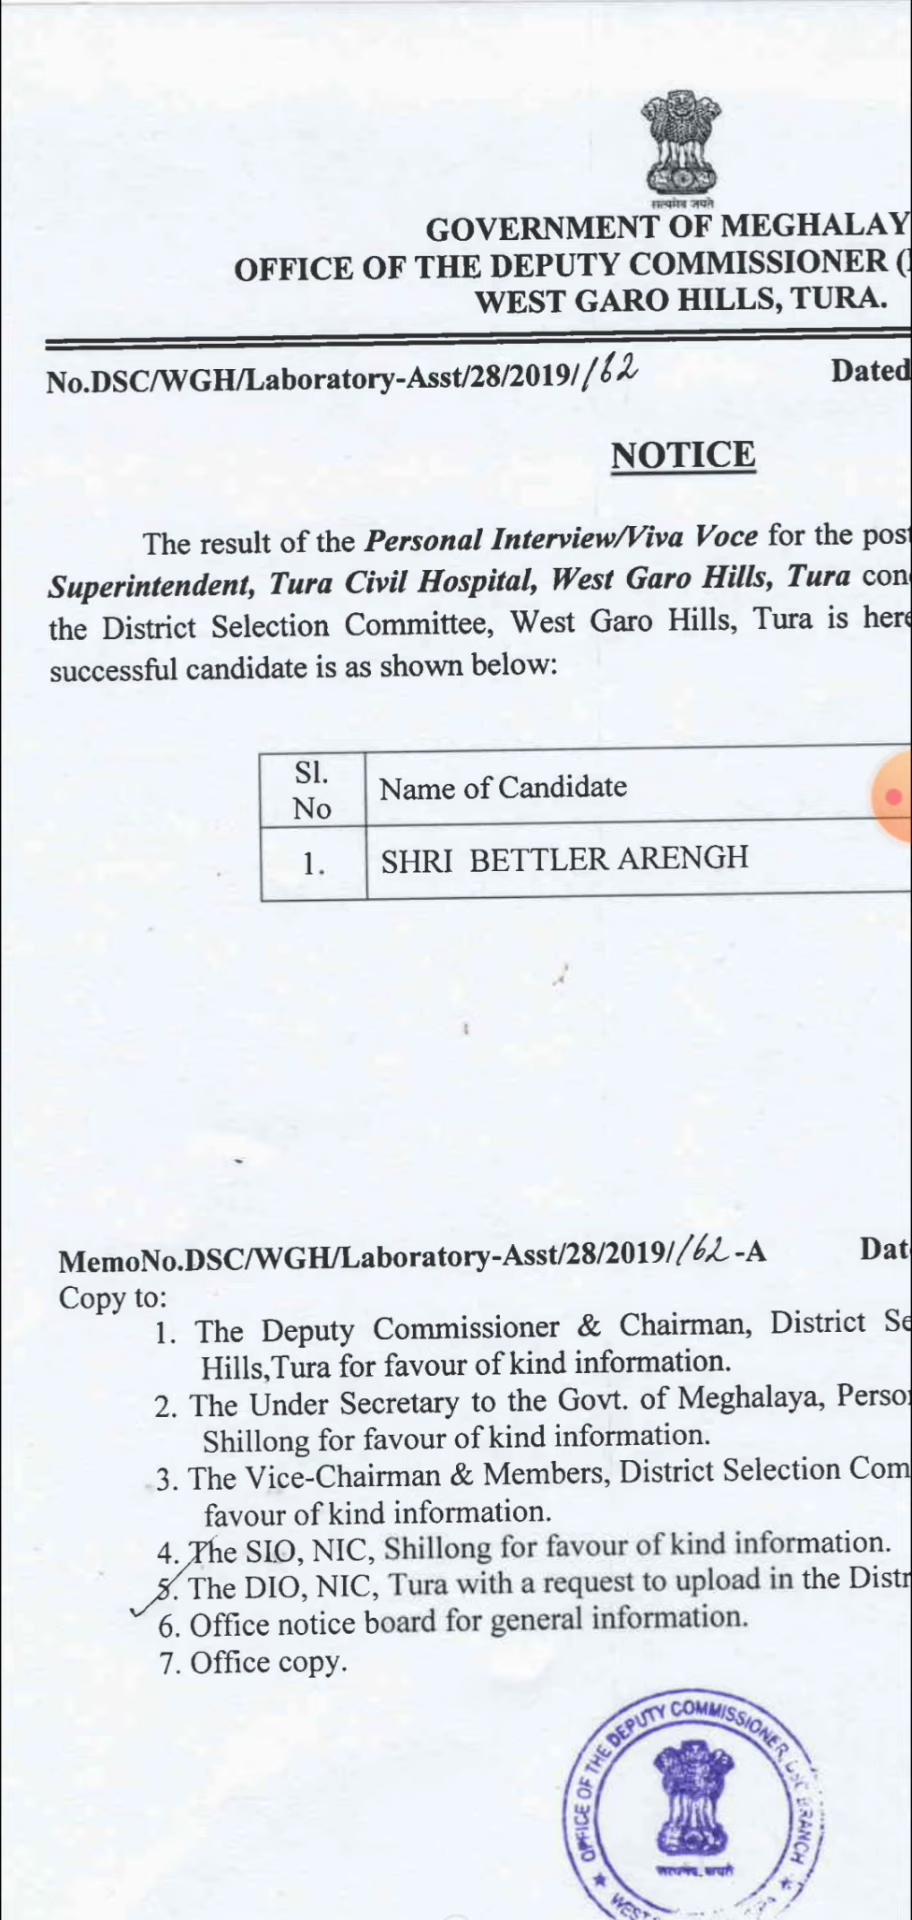 सत्यमेव जयते
GOVERNMENT OF MEGHALAY
OFFICE OF THE DEPUTY COMMISSIONER (
WEST GARO HILLS, TURA.
No.DSC/WGH/Laboratory-Asst/28/2019//162 Dated
NOTICE
The result of the Personal Interview/Viva Voce for the post
Superintendent, Tura Civil Hospital, West Garo Hills, Tura con
the District Selection Committee, West Garo Hills, Tura is here
successful candidate is as shown below:
Sl. No Name of Candidate
1. SHRI BETTLER ARENGH
MemoNo.DSC/WGH/Laboratory-Asst/28/2019//162-A Dat
Copy to:
1. The Deputy Commissioner & Chairman, District Se
Hills,Tura for favour of kind information.
2. The Under Secretary to the Govt. of Meghalaya, Person
Shillong for favour of kind information.
3. The Vice-Chairman & Members, District Selection Com
favour of kind information.
4. The SIO, NIC, Shillong for favour of kind information.
5. The DIO, NIC, Tura with a request to upload in the Distr
6. Office notice board for general information.
7. Office copy.
OFFICE OF THE DEPUTY COMMISSIONER, DSC BRANCH
WEST